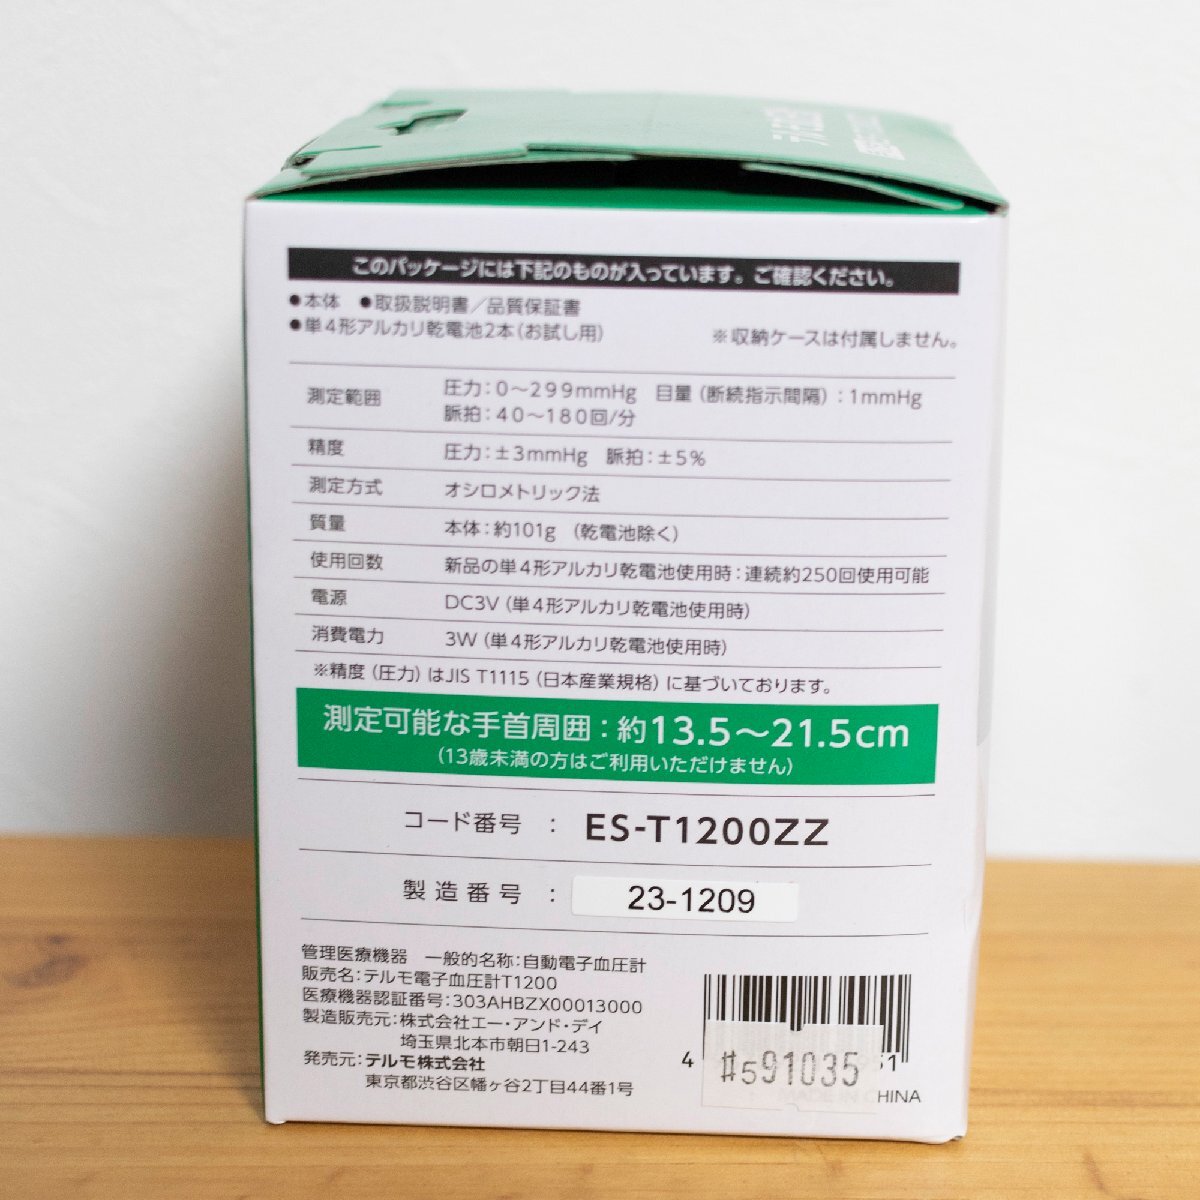 このパッケージには下記のものが入っています。ご確認ください。
●本体 ●取扱説明書／品質保証書
●単4形アルカリ乾電池2本(お試し用) ※収納ケースは付属しません。
測定範囲 圧力:0～299mmHg 目量(断続指示間隔):1mmHg
脈拍:40～180回/分
精度 圧力:±3mmHg 脈拍:±5%
測定方式 オシロメトリック法
質量 本体:約101g (乾電池除く)
使用回数 新品の単4形アルカリ乾電池使用時:連続約250回使用可能
電源 DC3V(単4形アルカリ乾電池使用時)
消費電力 3W(単4形アルカリ乾電池使用時)
※精度(圧力)はJIS T1115(日本産業規格)に基づいております。
測定可能な手首周囲:約13.5～21.5cm
(13歳未満の方はご利用いただけません)
コード番号 : ES-T1200ZZ
製造番号 : 23-1209
管理医療機器 一般的名称:自動電子血圧計
販売名:テルモ電子血圧計T1200
医療機器認証番号:303AHBZX00013000
製造販売元:株式会社エー・アンド・デイ
埼玉県北本市朝日1-243
発売元:テルモ株式会社
東京都渋谷区幡ヶ谷2丁目44番1号
4 51
#591035
MADE IN CHINA